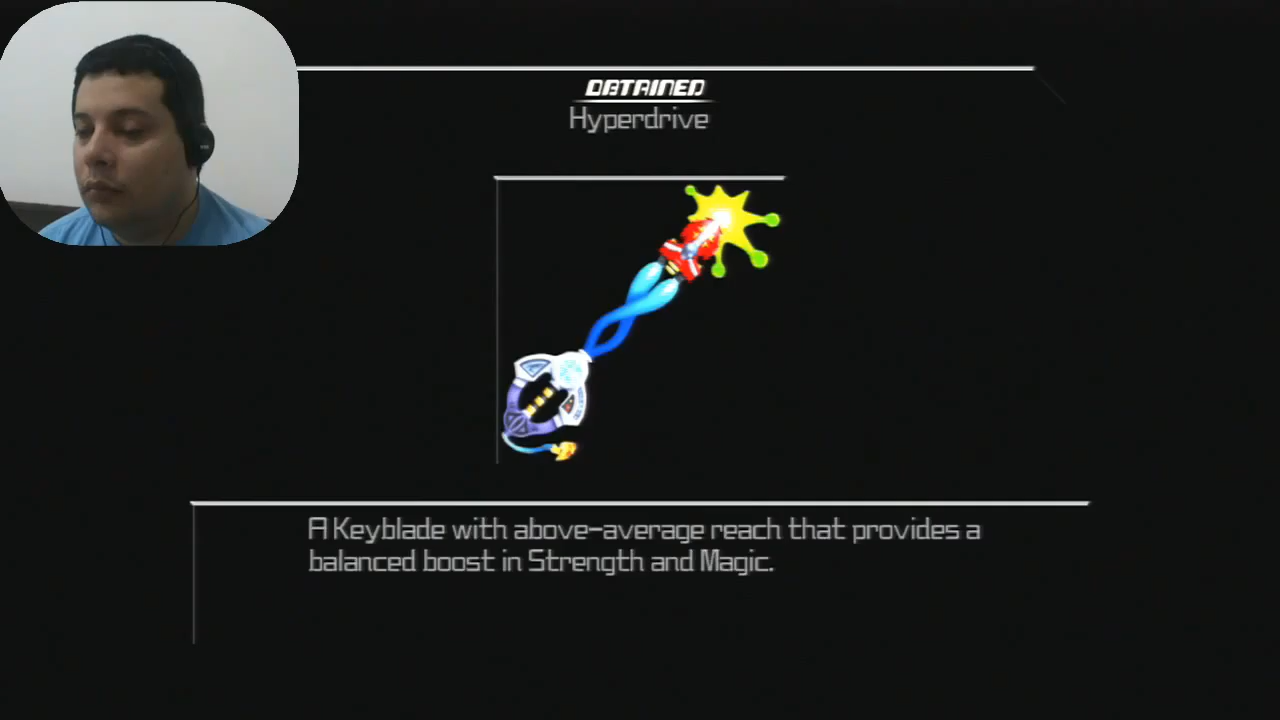 OBTAINED
Hyperdrive
A Keyblade with above-average reach that provides a
balanced boost in Strength and Magic.